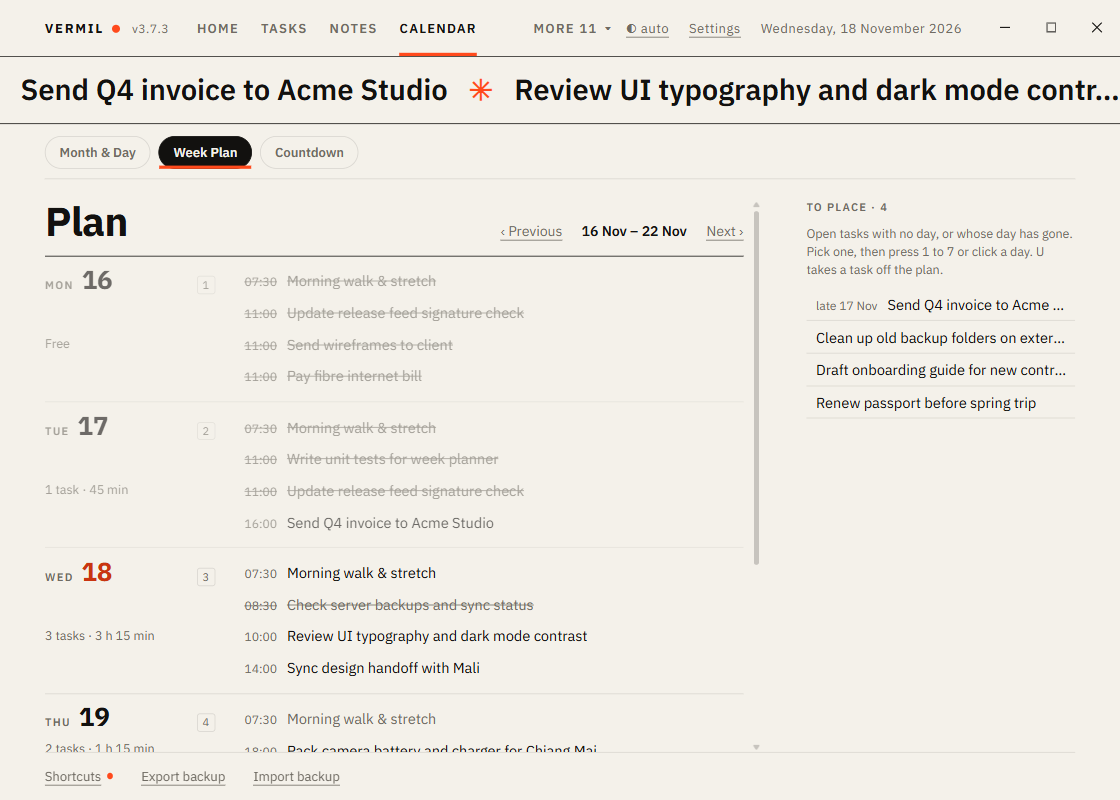 VERMIL v3.7.3 HOME TASKS NOTES CALENDAR MORE 11 auto Settings Wednesday, 18 November 2026
Send Q4 invoice to Acme Studio ✳ Review UI typography and dark mode contr...
Month & Day Week Plan Countdown
Plan
‹ Previous 16 Nov – 22 Nov Next ›
MON 16 1
Free
07:30 Morning walk & stretch
11:00 Update release feed signature check
11:00 Send wireframes to client
11:00 Pay fibre internet bill
TUE 17 2
1 task · 45 min
07:30 Morning walk & stretch
11:00 Write unit tests for week planner
11:00 Update release feed signature check
16:00 Send Q4 invoice to Acme Studio
WED 18 3
3 tasks · 3 h 15 min
07:30 Morning walk & stretch
08:30 Check server backups and sync status
10:00 Review UI typography and dark mode contrast
14:00 Sync design handoff with Mali
THU 19 4
2 tasks · 1 h 15 min
07:30 Morning walk & stretch
18:00 Pack camera battery and charger for Chiang Mai
TO PLACE · 4
Open tasks with no day, or whose day has gone.
Pick one, then press 1 to 7 or click a day. U
takes a task off the plan.
late 17 Nov Send Q4 invoice to Acme ...
Clean up old backup folders on exter...
Draft onboarding guide for new contr...
Renew passport before spring trip
Shortcuts Export backup Import backup